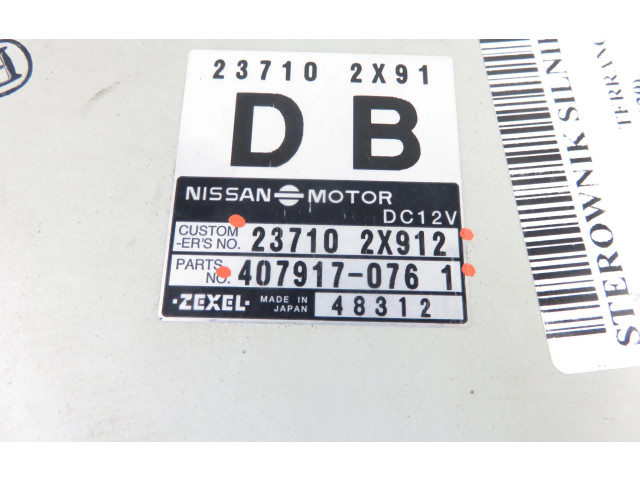 23710 2X91
D B
NISSAN MOTOR
DC12V
CUSTOM
-ER'S NO. 23710 2X912
PARTS
NO. 407917-076 1
·ZEXEL· MADE IN
JAPAN 48312
STEROWNIK SILNI